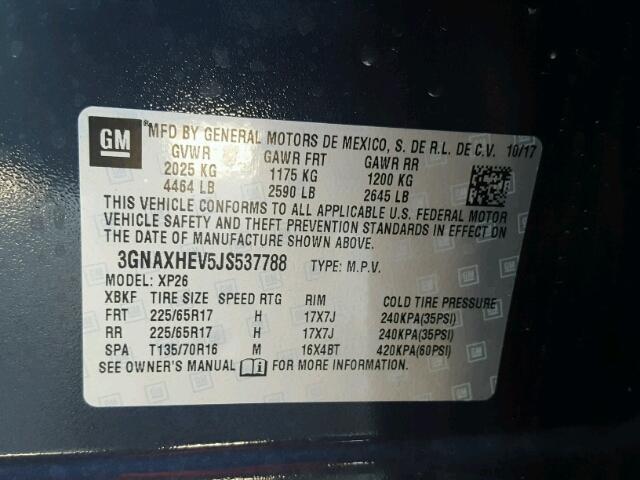 GM ® MFD BY GENERAL MOTORS DE MEXICO, S. DE R.L. DE C.V. 10/17
GVWR GAWR FRT GAWR RR
2025 KG 1175 KG 1200 KG
4464 LB 2590 LB 2645 LB
THIS VEHICLE CONFORMS TO ALL APPLICABLE U.S. FEDERAL MOTOR
VEHICLE SAFETY AND THEFT PREVENTION STANDARDS IN EFFECT ON
THE DATE OF MANUFACTURE SHOWN ABOVE.
3GNAXHEV5JS537788 TYPE: M.P.V.
MODEL: XP26
XBKF TIRE SIZE SPEED RTG RIM COLD TIRE PRESSURE
FRT 225/65R17 H 17X7J 240KPA(35PSI)
RR 225/65R17 H 17X7J 240KPA(35PSI)
SPA T135/70R16 M 16X4BT 420KPA(60PSI)
SEE OWNER'S MANUAL FOR MORE INFORMATION.